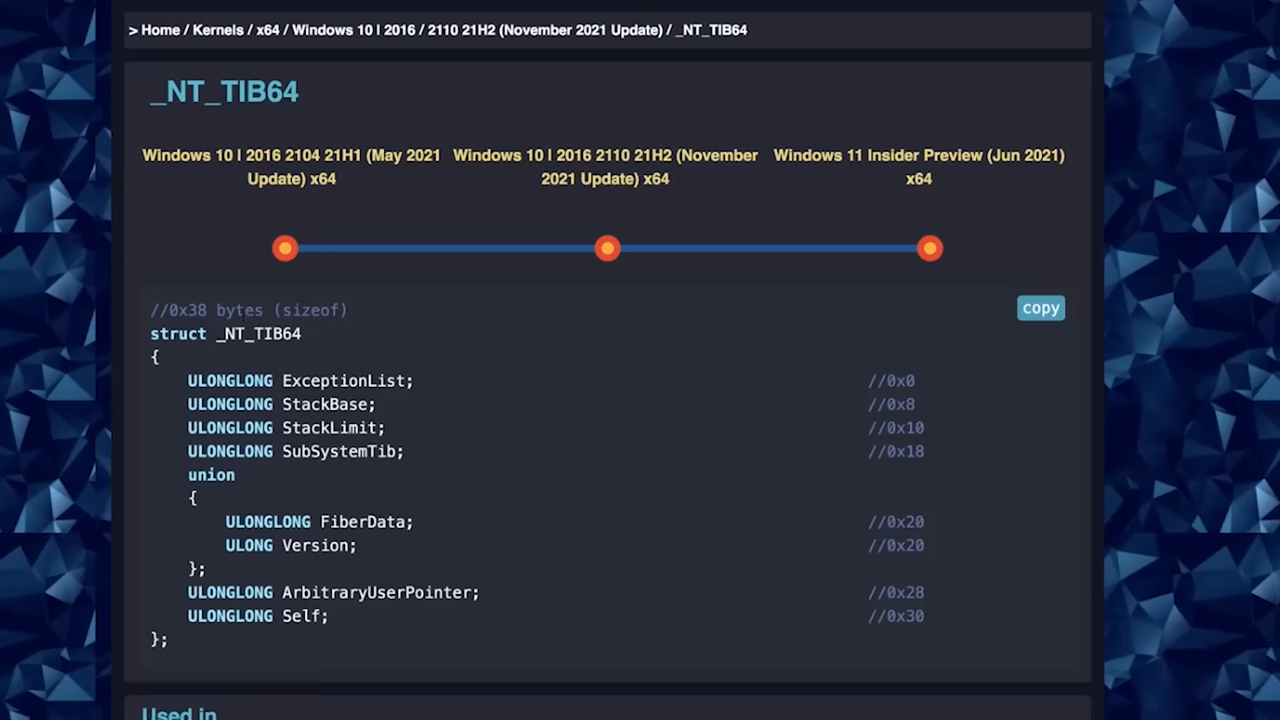 > Home / Kernels / x64 / Windows 10 | 2016 / 2110 21H2 (November 2021 Update) / _NT_TIB64
_NT_TIB64
Windows 10 | 2016 2104 21H1 (May 2021
Update) x64
Windows 10 | 2016 2110 21H2 (November
2021 Update) x64
Windows 11 Insider Preview (Jun 2021)
x64
//0x38 bytes (sizeof)
copy
struct _NT_TIB64
{
    ULONGLONG ExceptionList; //0x0
    ULONGLONG StackBase; //0x8
    ULONGLONG StackLimit; //0x10
    ULONGLONG SubSystemTib; //0x18
    union
    {
        ULONGLONG FiberData; //0x20
        ULONG Version; //0x20
    };
    ULONGLONG ArbitraryUserPointer; //0x28
    ULONGLONG Self; //0x30
};
Used in